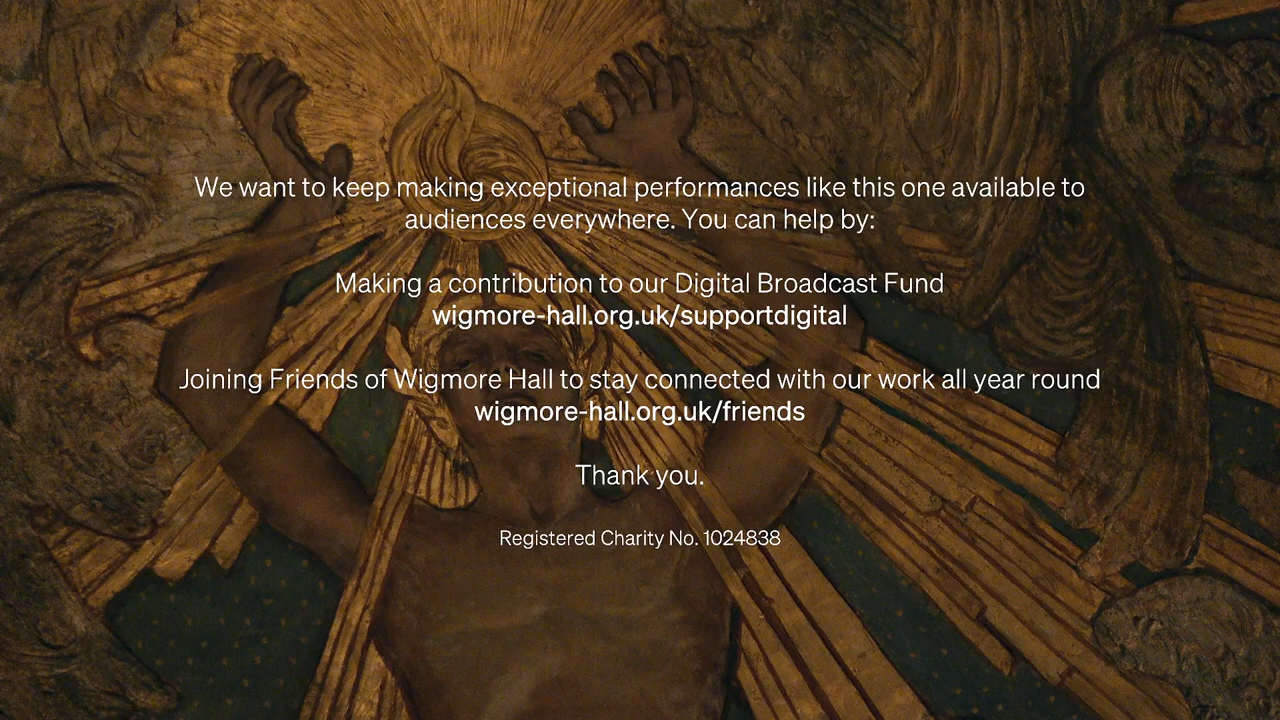 We want to keep making exceptional performances like this one available to
audiences everywhere. You can help by:
Making a contribution to our Digital Broadcast Fund
wigmore-hall.org.uk/supportdigital
Joining Friends of Wigmore Hall to stay connected with our work all year round
wigmore-hall.org.uk/friends
Thank you.
Registered Charity No. 1024838